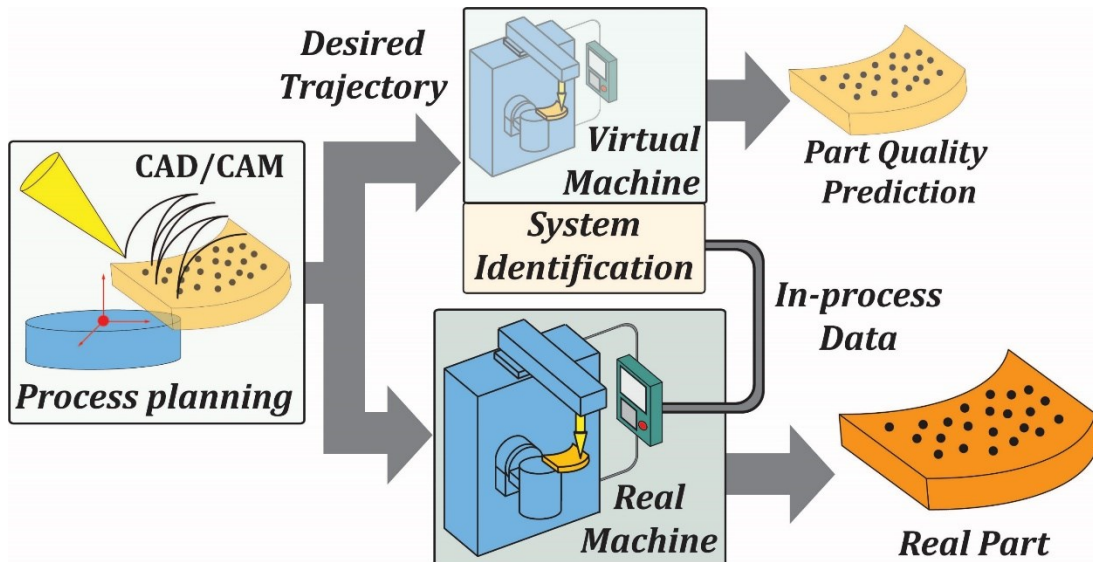 Desired
Trajectory
CAD/CAM
Process planning
Virtual
Machine
System
Identification
Part Quality
Prediction
In-process
Data
Real
Machine
Real Part